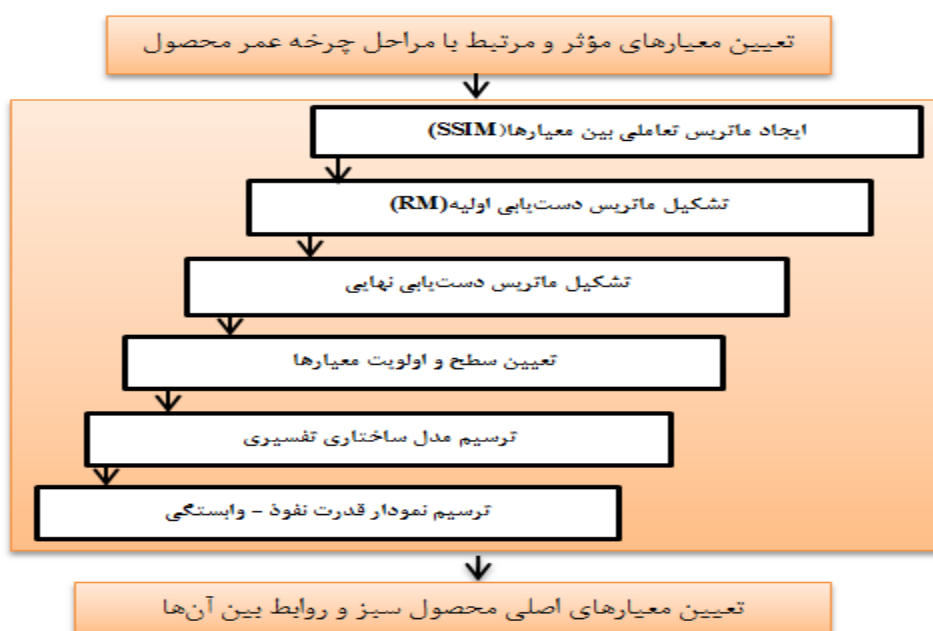 تعیین معیارهای مؤثر و مرتبط با مراحل چرخه عمر محصول
ایجاد ماتریس تعاملی بین معیارها(SSIM)
تشکیل ماتریس دست‌یابی اولیه(RM)
تشکیل ماتریس دست‌یابی نهایی
تعیین سطح و اولویت معیارها
ترسیم مدل ساختاری تفسیری
ترسیم نمودار قدرت نفوذ - وابستگی
تعیین معیارهای اصلی محصول سبز و روابط بین آن‌ها